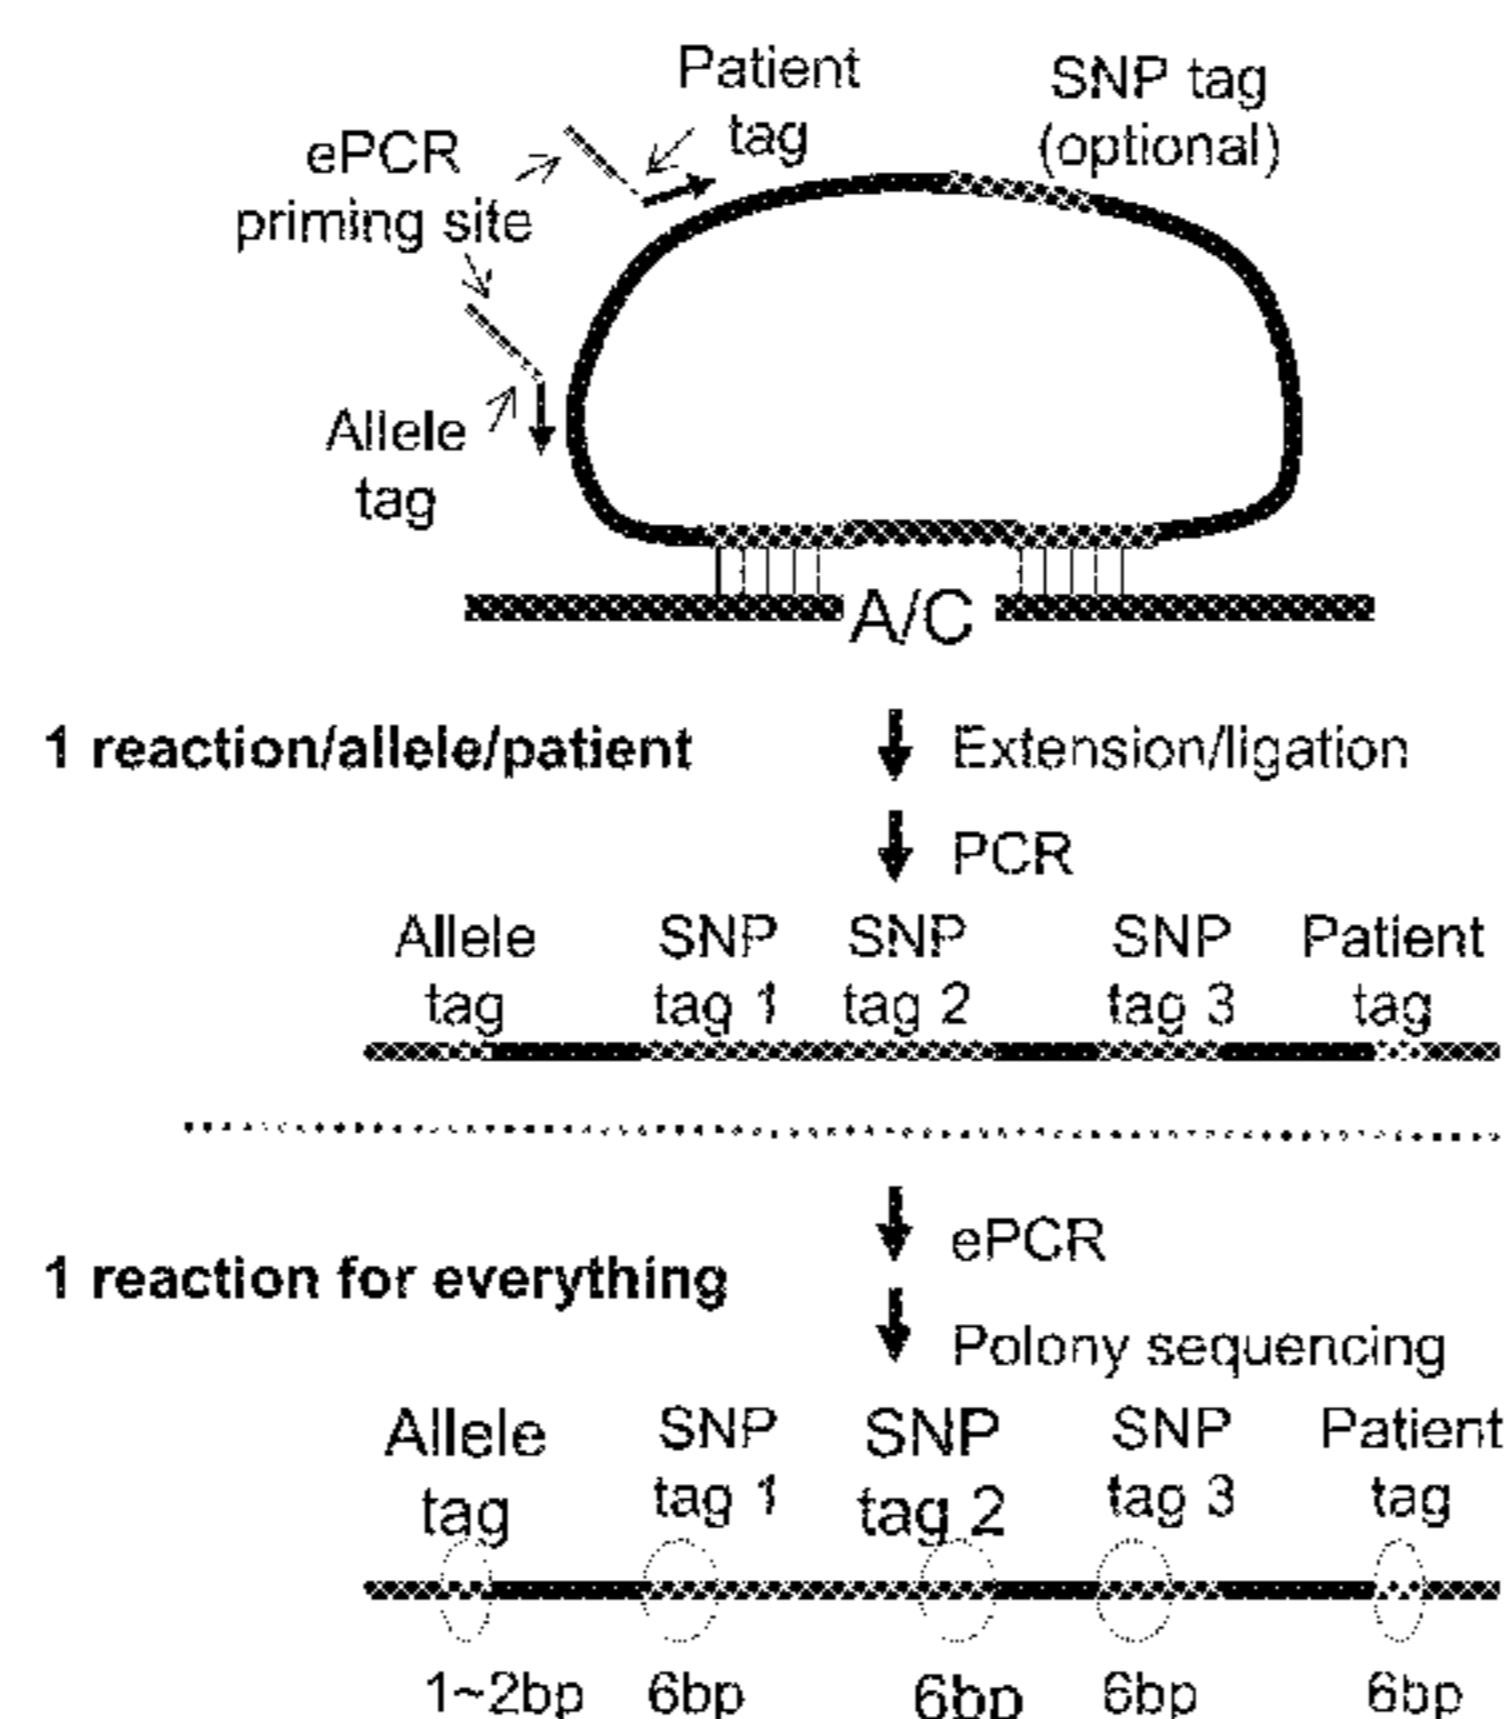 Patient
tag
SNP tag
(optional)
ePCR
priming site
Allele
tag
A/C
1 reaction/allele/patient
Extension/ligation
PCR
Allele
tag
SNP
tag 1
SNP
tag 2
SNP
tag 3
Patient
tag
1 reaction for everything
ePCR
Polony sequencing
Allele
tag
SNP
tag 1
SNP
tag 2
SNP
tag 3
Patient
tag
1~2bp 6bp 6bp 6bp 6bp